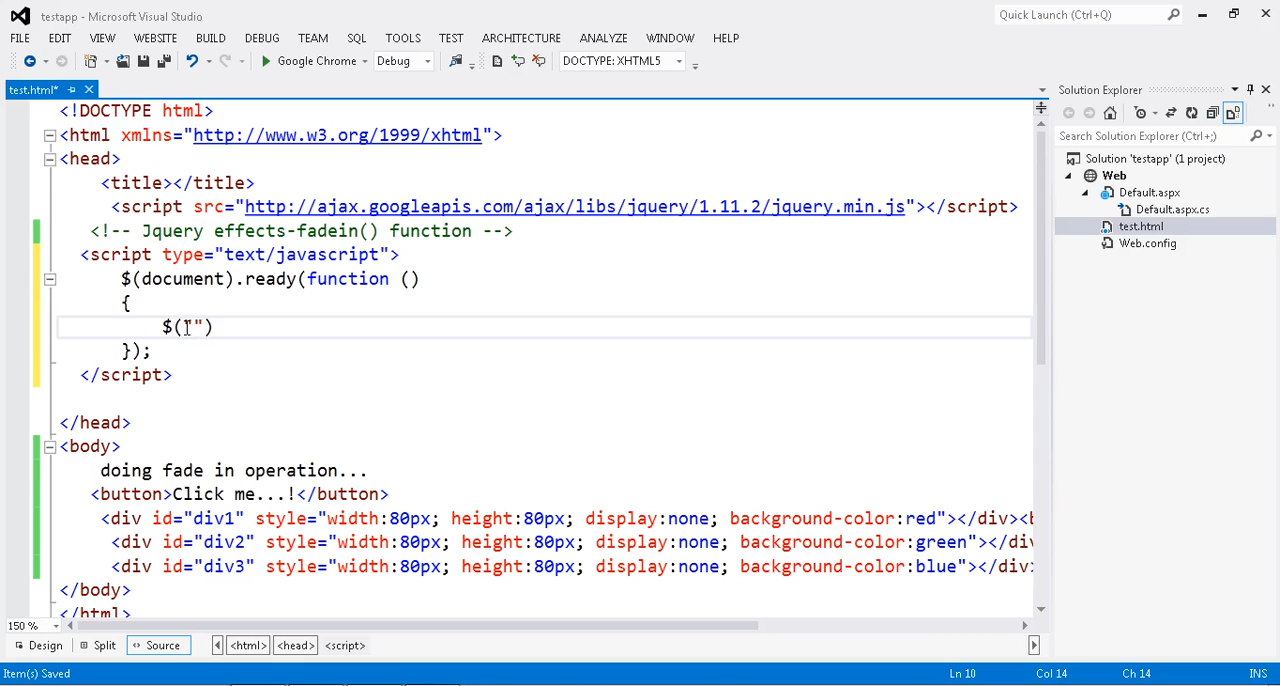 testapp - Microsoft Visual Studio
Quick Launch (Ctrl+Q)
FILE EDIT VIEW WEBSITE BUILD DEBUG TEAM SQL TOOLS TEST ARCHITECTURE ANALYZE WINDOW HELP
Google Chrome Debug DOCTYPE: XHTML5
test.html*
<!DOCTYPE html>
<html xmlns="http://www.w3.org/1999/xhtml">
<head>
<title></title>
<script src="http://ajax.googleapis.com/ajax/libs/jquery/1.11.2/jquery.min.js"></script>
<!-- Jquery effects-fadein() function -->
<script type="text/javascript">
$(document).ready(function ()
{
$("")
});
</script>
</head>
<body>
doing fade in operation...
<button>Click me...!</button>
<div id="div1" style="width:80px; height:80px; display:none; background-color:red"></div><b
<div id="div2" style="width:80px; height:80px; display:none; background-color:green"></div
<div id="div3" style="width:80px; height:80px; display:none; background-color:blue"></div>
</body>
</html>
150 %
Design Split Source <html> <head> <script>
Item(s) Saved Ln 10 Col 14 Ch 14 INS
Solution Explorer
Search Solution Explorer (Ctrl+;)
Solution 'testapp' (1 project)
Web
Default.aspx
Default.aspx.cs
test.html
Web.config